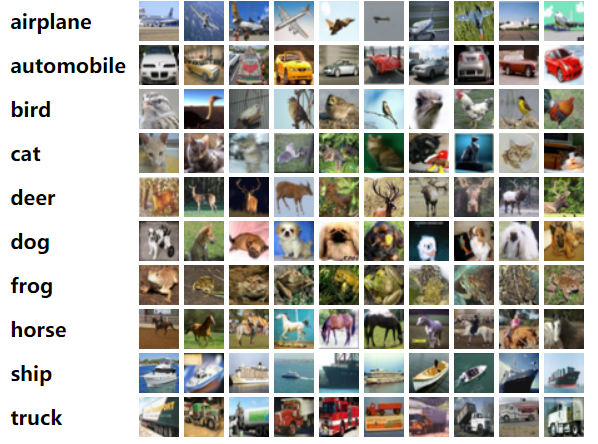 airplane
automobile
bird
cat
deer
dog
frog
horse
ship
truck